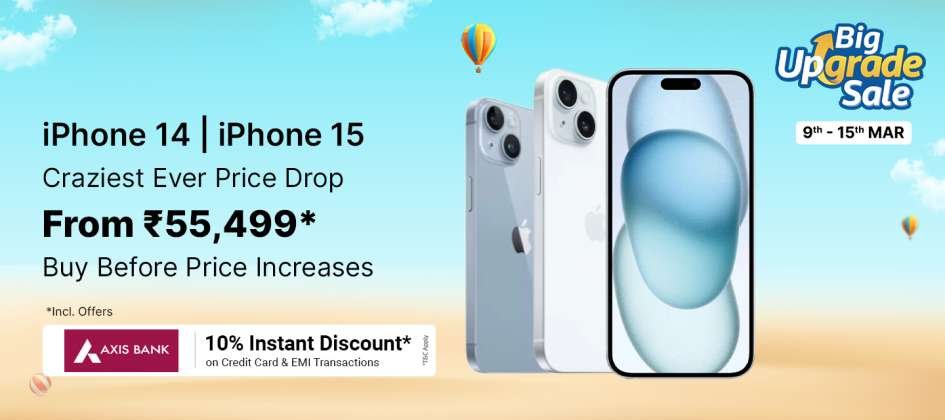 Big
Upgrade
Sale
9th - 15th MAR
iPhone 14 | iPhone 15
Craziest Ever Price Drop
From ₹55,499*
Buy Before Price Increases
*Incl. Offers
AXIS BANK
10% Instant Discount*
on Credit Card & EMI Transactions
*T&C Apply